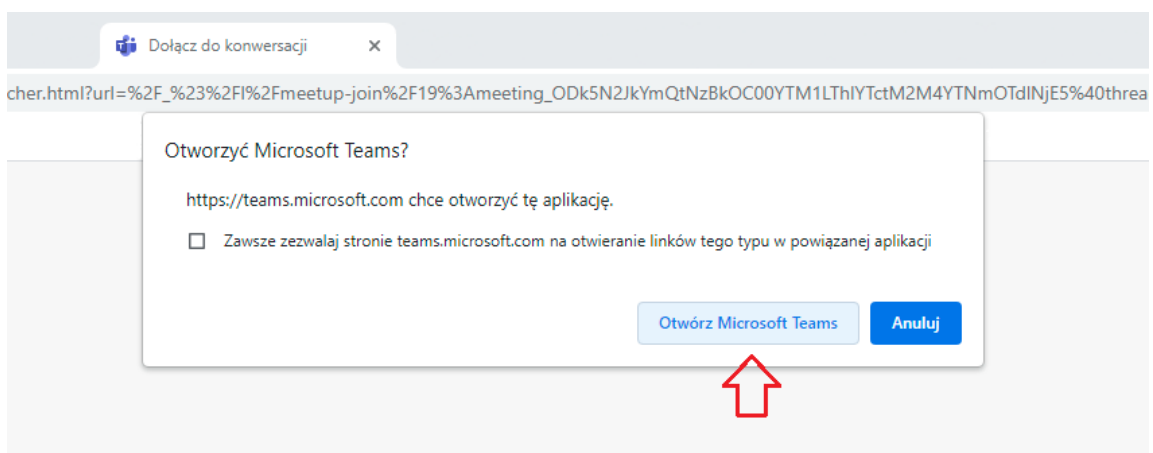 Dołącz do konwersacji
cher.html?url=%2F_%23%2Fl%2Fmeetup-join%2F19%3Ameeting_ODk5N2JkYmQtNzBkOC00YTM1LThlYTctM2M4YTNmOTdlNjE5%40threa
Otworzyć Microsoft Teams?
https://teams.microsoft.com chce otworzyć tę aplikację.
Zawsze zezwalaj stronie teams.microsoft.com na otwieranie linków tego typu w powiązanej aplikacji
Otwórz Microsoft Teams Anuluj